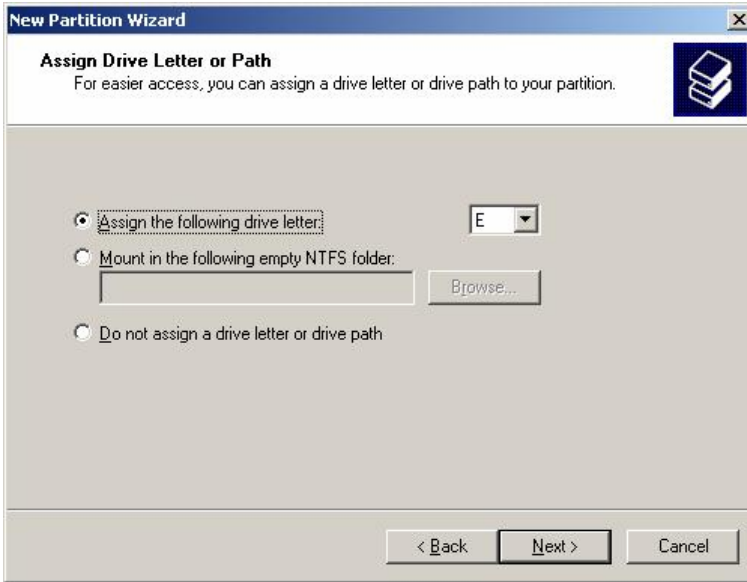 New Partition Wizard
Assign Drive Letter or Path
For easier access, you can assign a drive letter or drive path to your partition.
Assign the following drive letter: E
Mount in the following empty NTFS folder:
Browse...
Do not assign a drive letter or drive path
< Back Next > Cancel